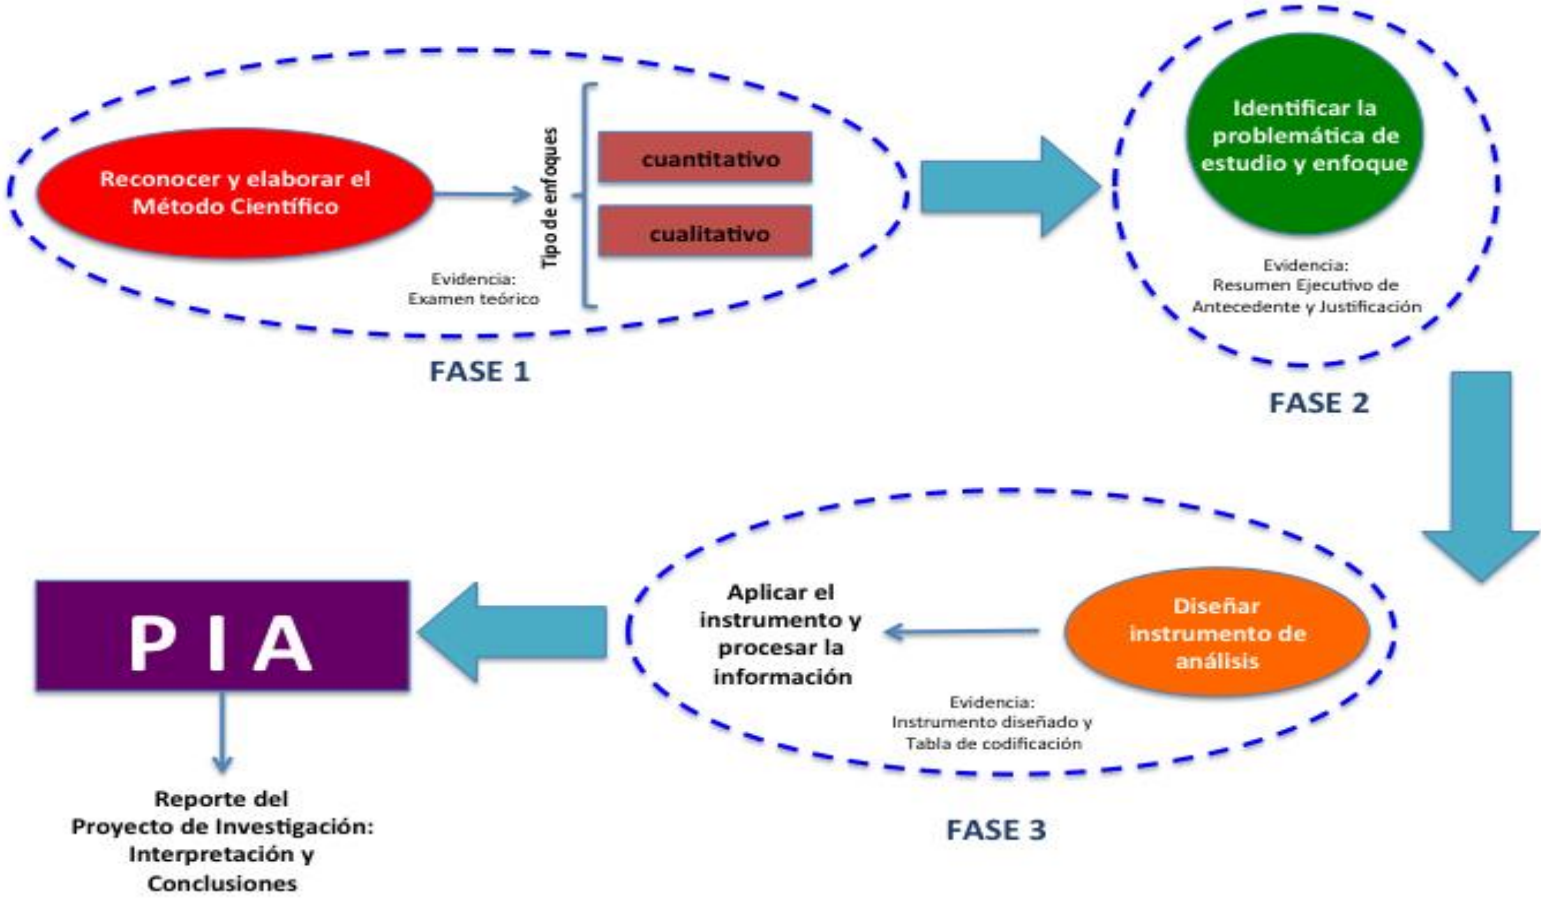 Reconocer y elaborar el
Método Científico
Tipo de enfoques
cuantitativo
cualitativo
Evidencia:
Examen teórico
FASE 1
Identificar la
problemática de
estudio y enfoque
Evidencia:
Resumen Ejecutivo de
Antecedente y Justificación
FASE 2
Diseñar
instrumento de
análisis
Aplicar el
instrumento y
procesar la
información
Evidencia:
Instrumento diseñado y
Tabla de codificación
FASE 3
P I A
Reporte del
Proyecto de Investigación:
Interpretación y
Conclusiones